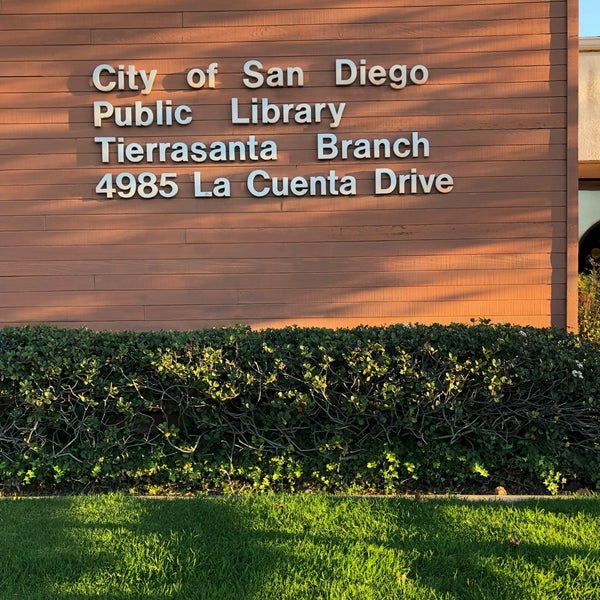 City of San Diego
Public Library
Tierrasanta Branch
4985 La Cuenta Drive